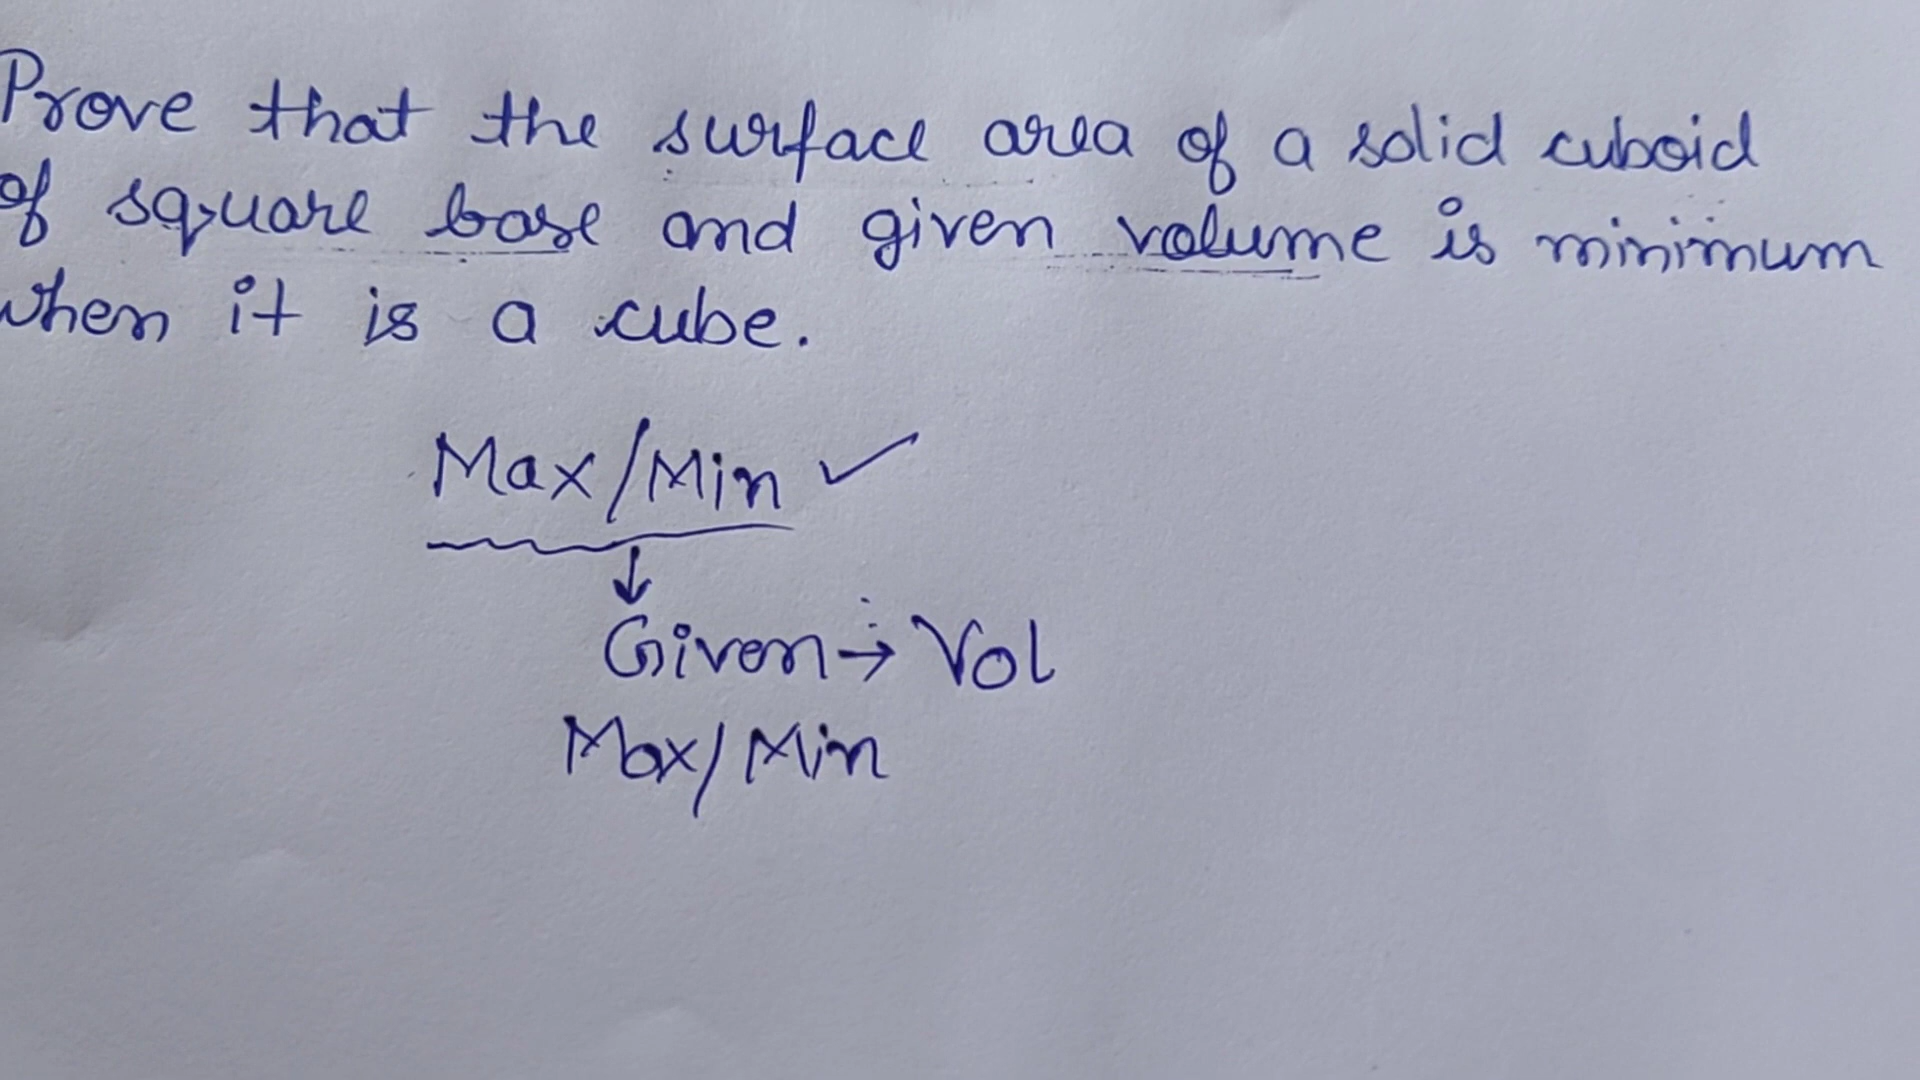 Prove that the surface area of a solid cuboid
of square base and given volume is minimum
when it is a cube.
Max/Min ✓
↓
Given → Vol
Max/Min